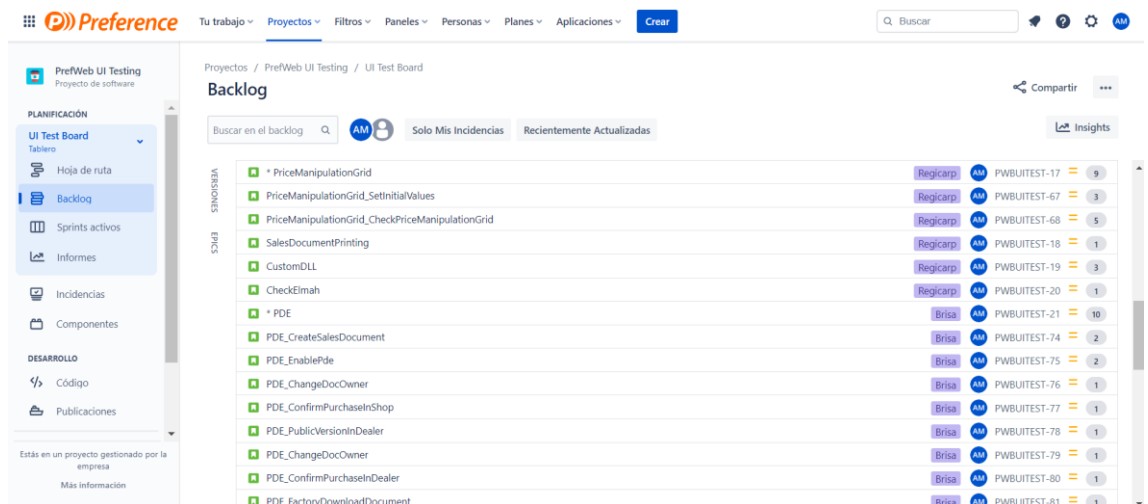 Preference
Tu trabajo Proyectos Filtros Paneles Personas Planes Aplicaciones Crear Buscar AM
PrefWeb UI Testing
Proyecto de software
PLANIFICACIÓN
UI Test Board
Tablero
Hoja de ruta
Backlog
Sprints activos
Informes
Incidencias
Componentes
DESARROLLO
Código
Publicaciones
Estás en un proyecto gestionado por la
empresa
Más información
Proyectos / PrefWeb UI Testing / UI Test Board
Backlog
Compartir
Buscar en el backlog AM Solo Mis Incidencias Recientemente Actualizadas Insights
VERSIONES
EPICS
* PriceManipulationGrid Regicarp AM PWBUITEST-17 9
PriceManipulationGrid_SetInitialValues Regicarp AM PWBUITEST-67 3
PriceManipulationGrid_CheckPriceManipulationGrid Regicarp AM PWBUITEST-68 5
SalesDocumentPrinting Regicarp AM PWBUITEST-18 1
CustomDLL Regicarp AM PWBUITEST-19 3
CheckElmah Regicarp AM PWBUITEST-20 1
* PDE Brisa AM PWBUITEST-21 10
PDE_CreateSalesDocument Brisa AM PWBUITEST-74 2
PDE_EnablePde Brisa AM PWBUITEST-75 2
PDE_ChangeDocOwner Brisa AM PWBUITEST-76 1
PDE_ConfirmPurchaseInShop Brisa AM PWBUITEST-77 1
PDE_PublicVersionInDealer Brisa AM PWBUITEST-78 1
PDE_ChangeDocOwner Brisa AM PWBUITEST-79 1
PDE_ConfirmPurchaseInDealer Brisa AM PWBUITEST-80 1
PDE_FactoryDownloadDocument Brisa AM PWBUITEST-81 1